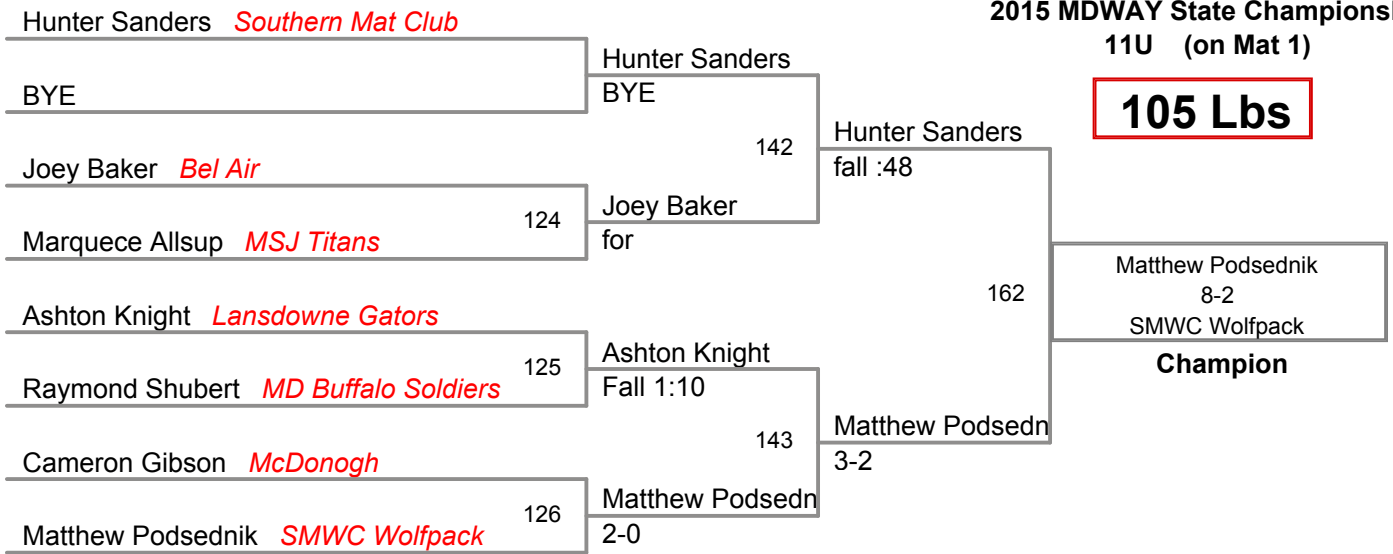 2015 MDWAY State Championsl
11U (on Mat 1)
105 Lbs
Hunter Sanders Southern Mat Club
BYE
Joey Baker Bel Air
Marquece Allsup MSJ Titans
Ashton Knight Lansdowne Gators
Raymond Shubert MD Buffalo Soldiers
Cameron Gibson McDonogh
Matthew Podsednik SMWC Wolfpack
124
125
126
Hunter Sanders
BYE
Joey Baker
for
Ashton Knight
Fall 1:10
Matthew Podsedn
2-0
142
143
Hunter Sanders
fall :48
Matthew Podsedn
3-2
162
Matthew Podsednik
8-2
SMWC Wolfpack
Champion